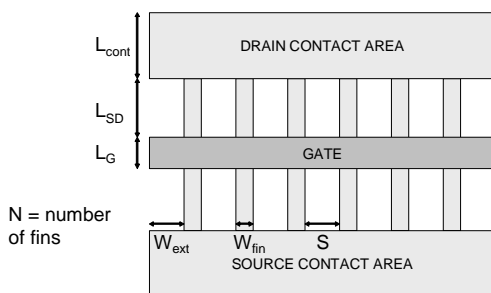 L_cont
DRAIN CONTACT AREA
L_SD
L_G
GATE
N = number
of fins
W_ext
W_fin
S
SOURCE CONTACT AREA